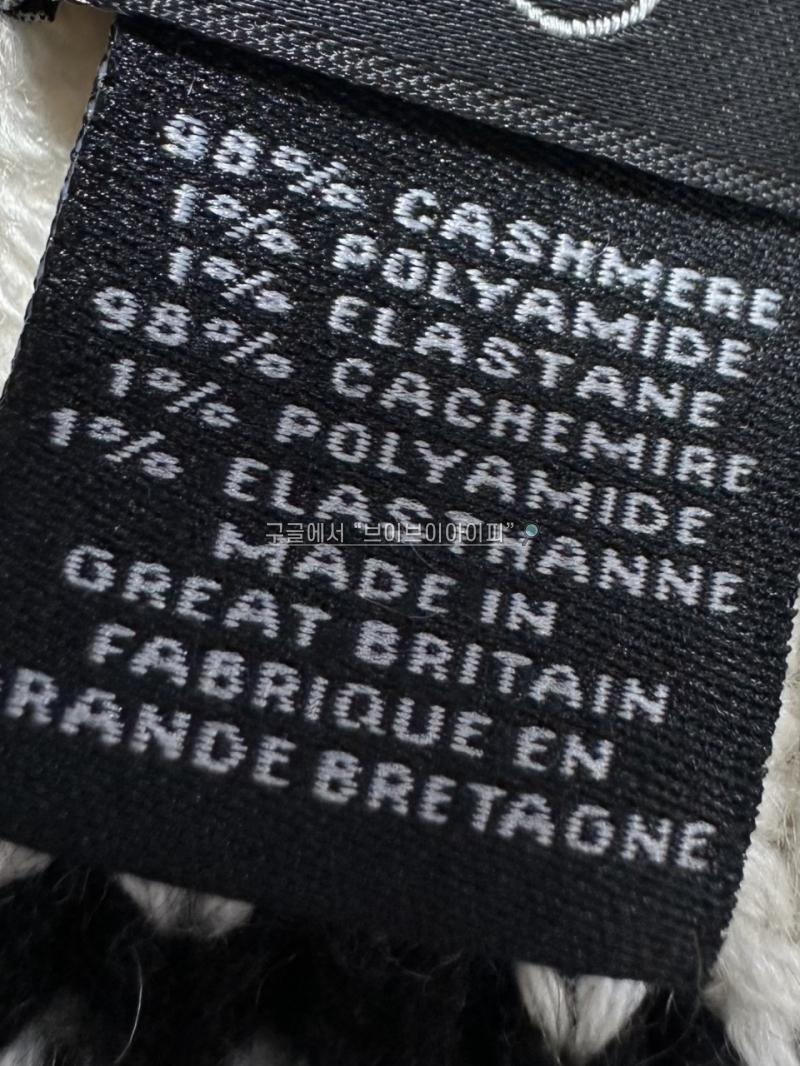 98% CASHMERE
1% POLYAMIDE
1% ELASTANE
98% CACHEMIRE
1% POLYAMIDE
1% ELASTHANNE
구글에서 “브이브이아이피”
MADE IN
GREAT BRITAIN
FABRIQUE EN
RANDE BRETAGNE